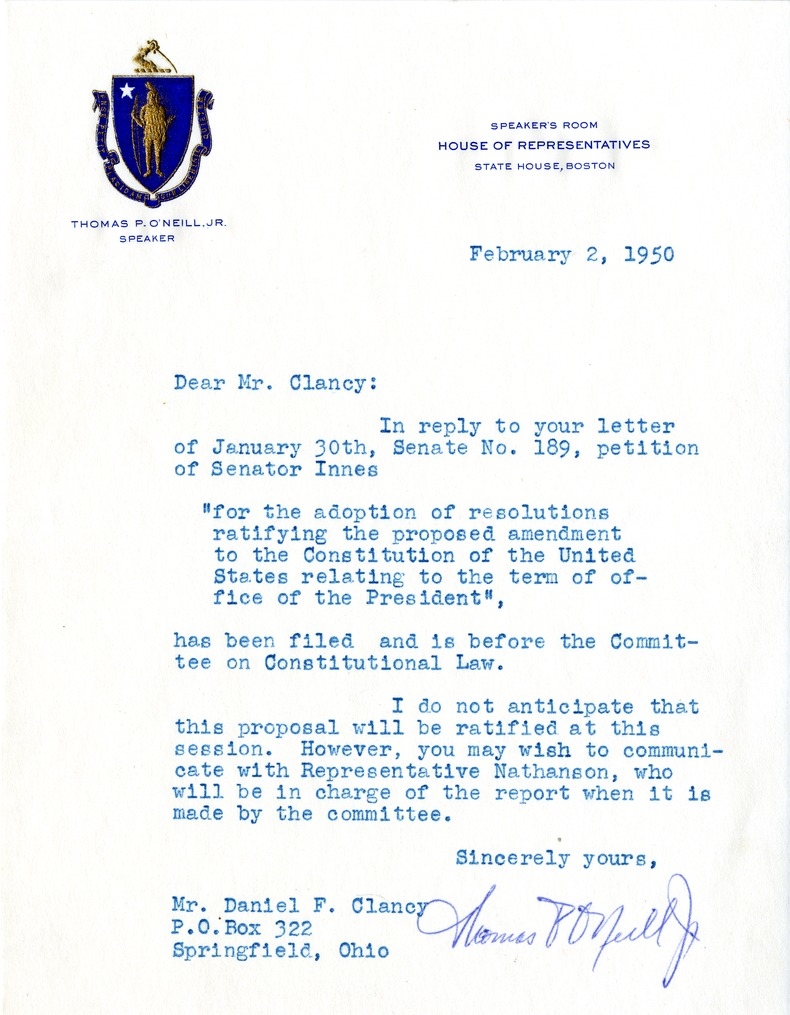 SPEAKER'S ROOM
HOUSE OF REPRESENTATIVES
STATE HOUSE, BOSTON
THOMAS P. O'NEILL, JR.
SPEAKER
February 2, 1950
Dear Mr. Clancy:
In reply to your letter
of January 30th, Senate No. 189, petition
of Senator Innes
"for the adoption of resolutions
ratifying the proposed amendment
to the Constitution of the United
States relating to the term of of-
fice of the President",
has been filed and is before the Commit-
tee on Constitutional Law.
I do not anticipate that
this proposal will be ratified at this
session. However, you may wish to communi-
cate with Representative Nathanson, who
will be in charge of the report when it is
made by the committee.
Sincerely yours,
Thomas P O'Neill Jr
Mr. Daniel F. Clancy
P.O.Box 322
Springfield, Ohio